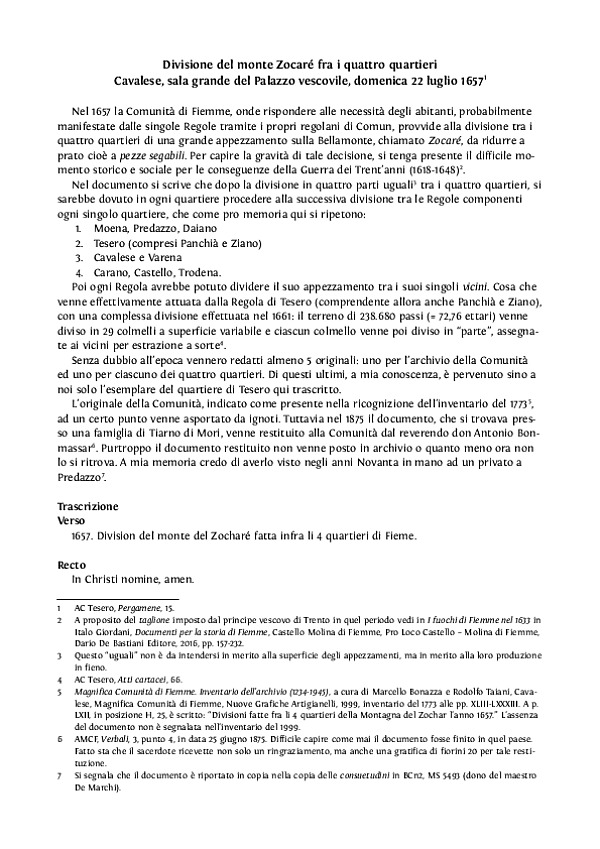 Divisione del monte Zocaré fra i quattro quartieri
Cavalese, sala grande del Palazzo vescovile, domenica 22 luglio 1657¹
Nel 1657 la Comunità di Fiemme, onde rispondere alle necessità degli abitanti, probabilmente
manifestate dalle singole Regole tramite i propri regolani di Comun, provvide alla divisione tra i
quattro quartieri di una grande appezzamento sulla Bellamonte, chiamato Zocaré, da ridurre a
prato cioè a pezze segabili. Per capire la gravità di tale decisione, si tenga presente il difficile mo-
mento storico e sociale per le conseguenze della Guerra dei Trent'anni (1618-1648)².
Nel documento si scrive che dopo la divisione in quattro parti uguali³ tra i quattro quartieri, si
sarebbe dovuto in ogni quartiere procedere alla successiva divisione tra le Regole componenti
ogni singolo quartiere, che come pro memoria qui si ripetono:
1. Moena, Predazzo, Daiano
2. Tesero (compresi Panchià e Ziano)
3. Cavalese e Varena
4. Carano, Castello, Trodena.
Poi ogni Regola avrebbe potuto dividere il suo appezzamento tra i suoi singoli vicini. Cosa che
venne effettivamente attuata dalla Regola di Tesero (comprendente allora anche Panchià e Ziano),
con una complessa divisione effettuata nel 1661: il terreno di 238.680 passi (= 72,76 ettari) venne
diviso in 29 colmelli a superficie variabile e ciascun colmello venne poi diviso in "parte", assegna-
te ai vicini per estrazione a sorte⁴.
Senza dubbio all'epoca vennero redatti almeno 5 originali: uno per l'archivio della Comunità
ed uno per ciascuno dei quattro quartieri. Di questi ultimi, a mia conoscenza, è pervenuto sino a
noi solo l'esemplare del quartiere di Tesero qui trascritto.
L'originale della Comunità, indicato come presente nella ricognizione dell'inventario del 1773⁵,
ad un certo punto venne asportato da ignoti. Tuttavia nel 1875 il documento, che si trovava pres-
so una famiglia di Tiarno di Mori, venne restituito alla Comunità dal reverendo don Antonio Bon-
massar⁶. Purtroppo il documento restituito non venne posto in archivio o quanto meno ora non
lo si ritrova. A mia memoria credo di averlo visto negli anni Novanta in mano ad un privato a
Predazzo⁷.
Trascrizione
Verso
1657. Division del monte del Zocharé fatta infra li 4 quartieri di Fieme.
Recto
In Christi nomine, amen.
1 AC Tesero, Pergamene, 15.
2 A proposito del taglione imposto dal principe vescovo di Trento in quel periodo vedi in I fuochi di Fiemme nel 1633 in
Italo Giordani, Documenti per la storia di Fiemme, Castello Molina di Fiemme, Pro Loco Castello – Molina di Fiemme,
Dario De Bastiani Editore, 2016, pp. 157-232.
3 Questo "uguali" non è da intendersi in merito alla superficie degli appezzamenti, ma in merito alla loro produzione
in fieno.
4 AC Tesero, Atti cartacei, 66.
5 Magnifica Comunità di Fiemme. Inventario dell'archivio (1234-1945), a cura di Marcello Bonazza e Rodolfo Taiani, Cava-
lese, Magnifica Comunità di Fiemme, Nuove Grafiche Artigianelli, 1999, inventario del 1773 alle pp. XLIII-LXXXIII. A p.
LXII, in posizione H, 25, è scritto: "Divisioni fatte fra li 4 quartieri della Montagna del Zochar l'anno 1657." L'assenza
del documento non è segnalata nell'inventario del 1999.
6 AMCF, Verbali, 3, punto 4, in data 25 giugno 1875. Difficile capire come mai il documento fosse finito in quel paese.
Fatto sta che il sacerdote ricevette non solo un ringraziamento, ma anche una gratifica di fiorini 20 per tale resti-
tuzione.
7 Si segnala che il documento è riportato in copia nella copia delle consuetudini in BCn2, MS 5493 (dono del maestro
De Marchi).